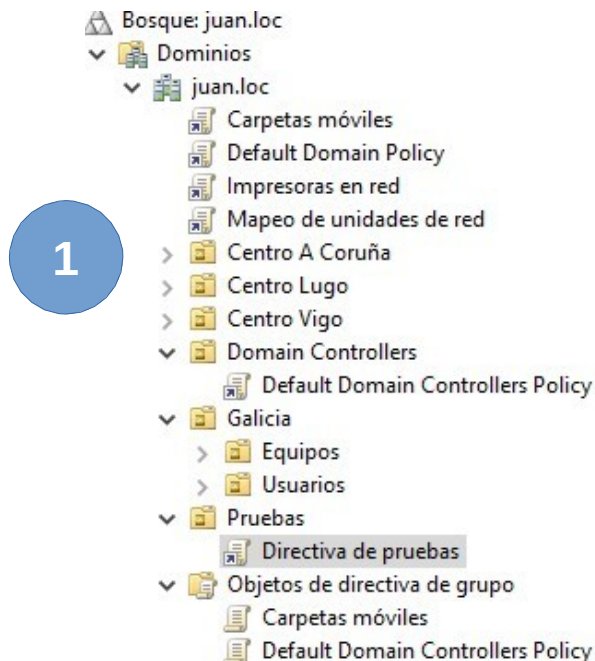 Bosque: juan.loc
Dominios
juan.loc
Carpetas móviles
Default Domain Policy
Impresoras en red
Mapeo de unidades de red
1
Centro A Coruña
Centro Lugo
Centro Vigo
Domain Controllers
Default Domain Controllers Policy
Galicia
Equipos
Usuarios
Pruebas
Directiva de pruebas
Objetos de directiva de grupo
Carpetas móviles
Default Domain Controllers Policy